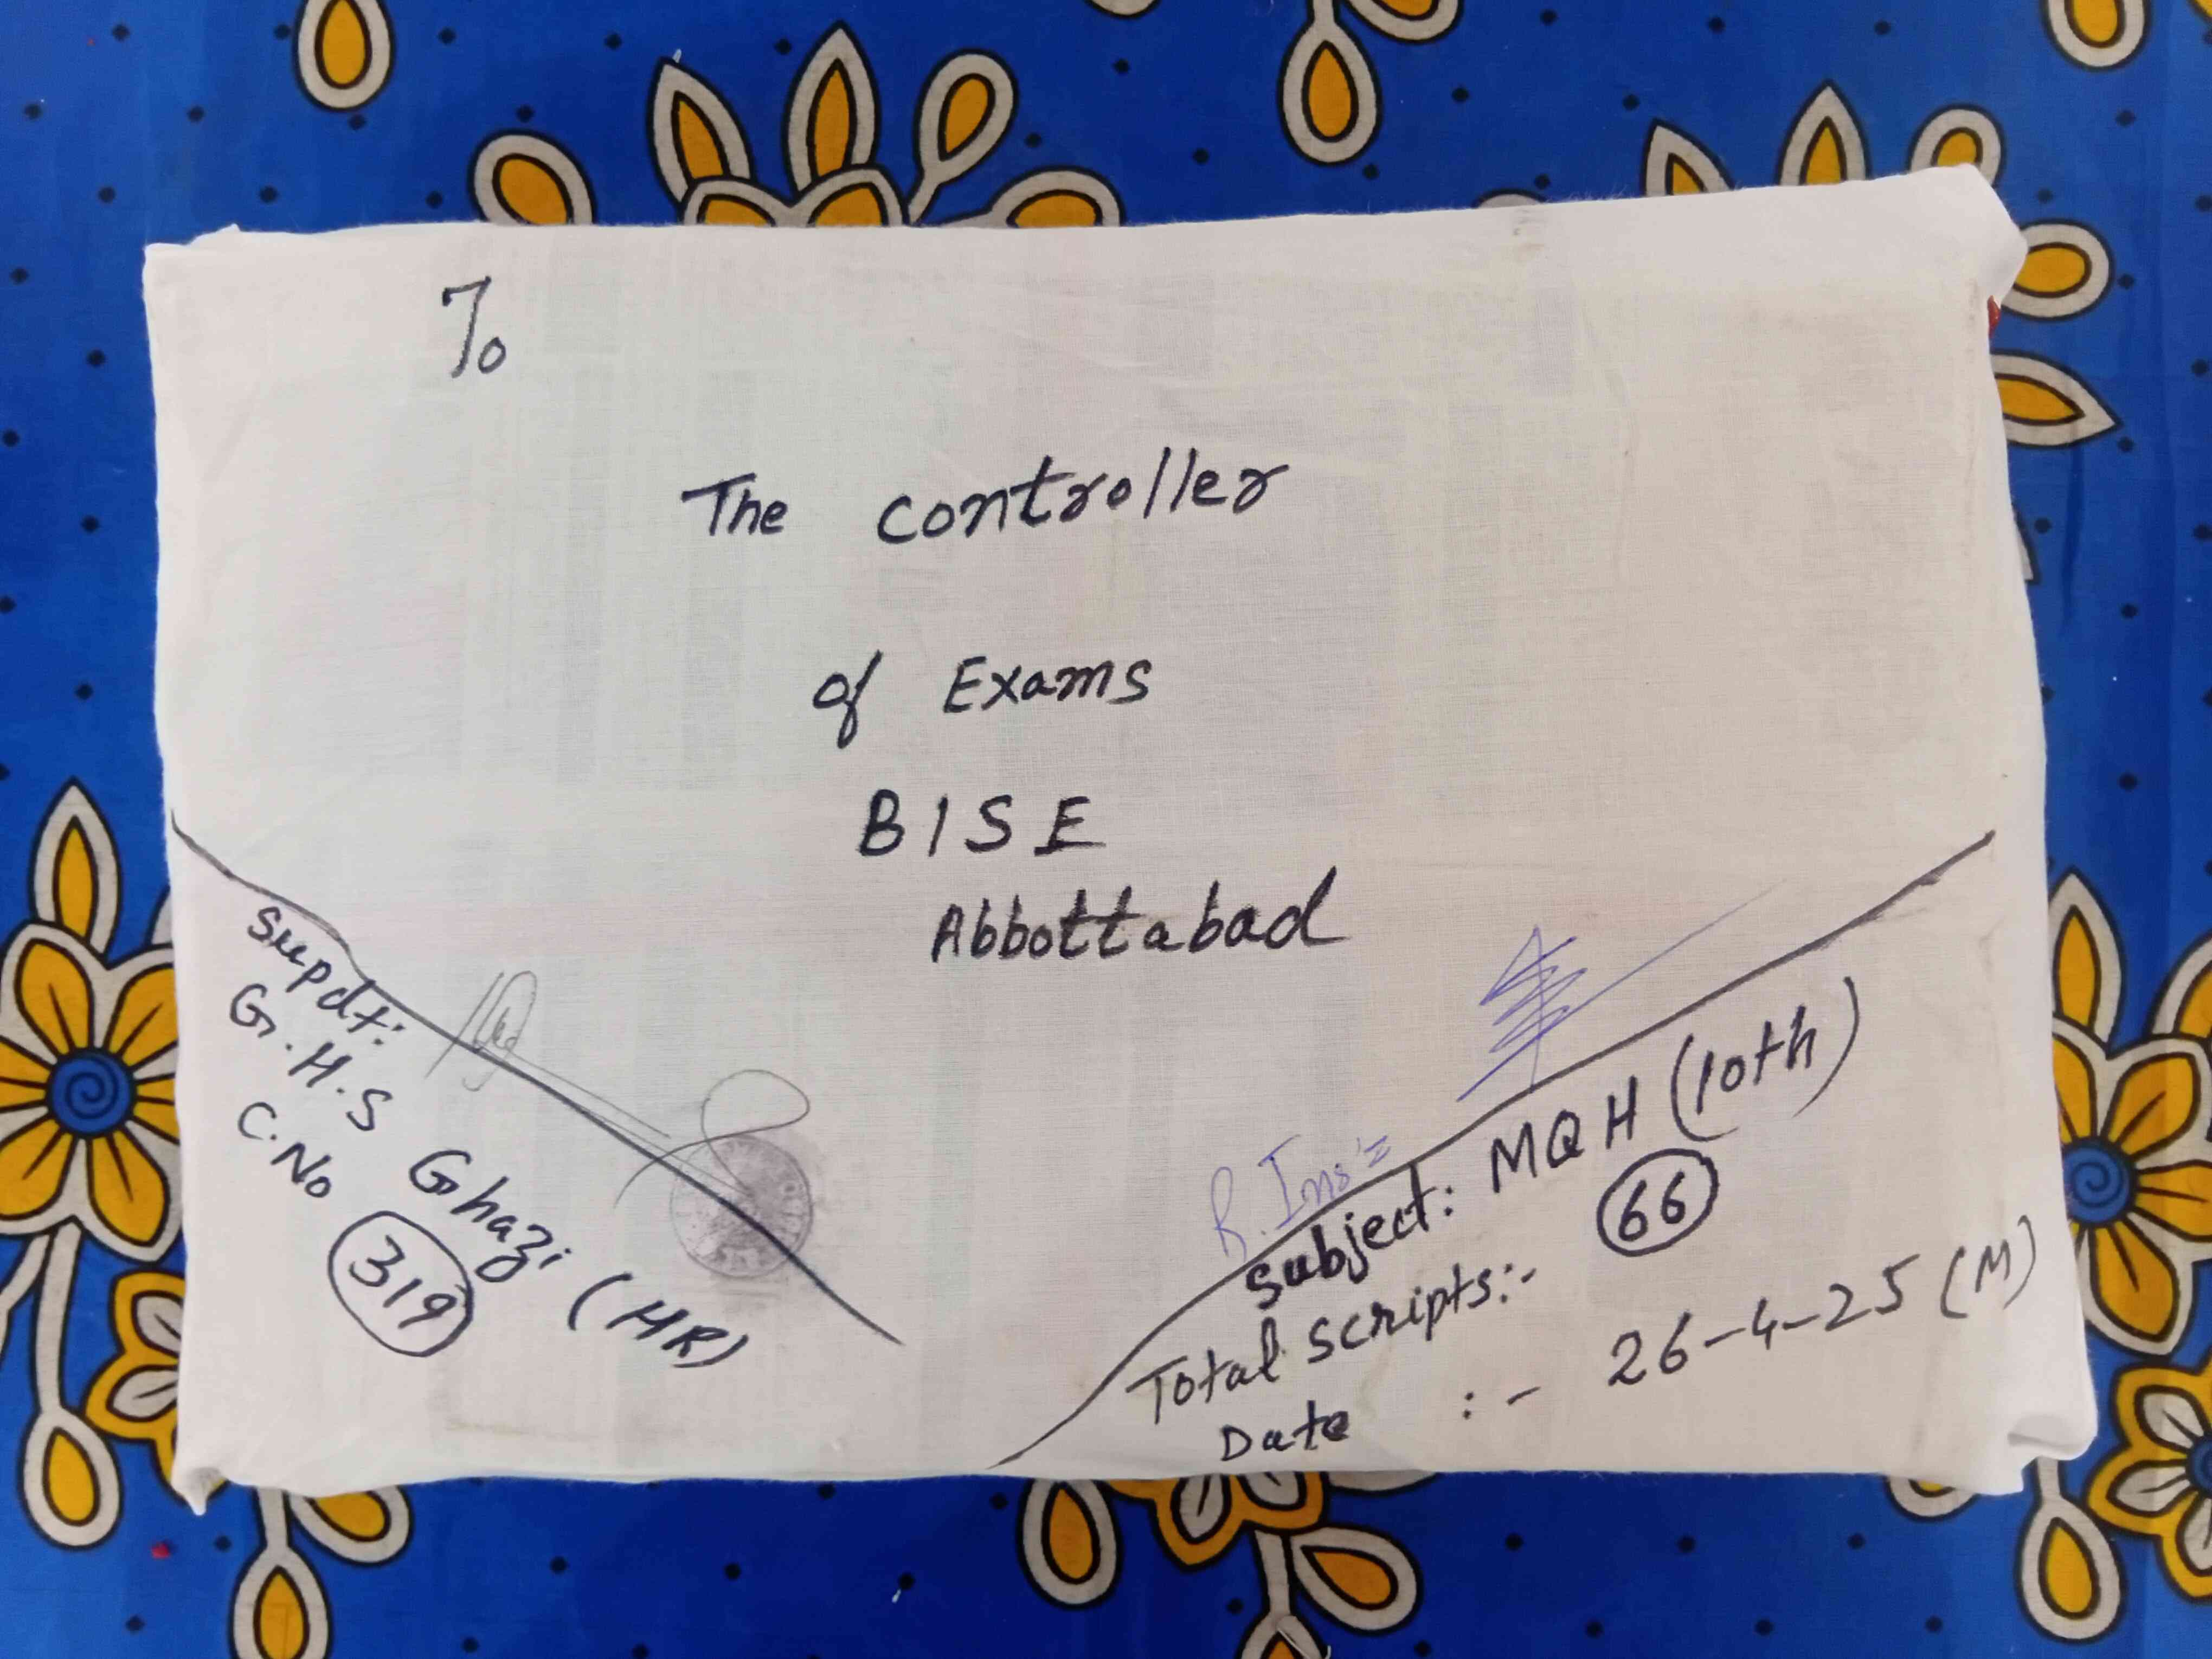 To
The Controller
of Exams
BISE
Abbottabad
Supdt:
G.H.S Ghazi (HR)
C.No 319
R.Ins
Subject: MQH (10th)
Total Scripts:- 66
Date :- 26-4-25 (M)